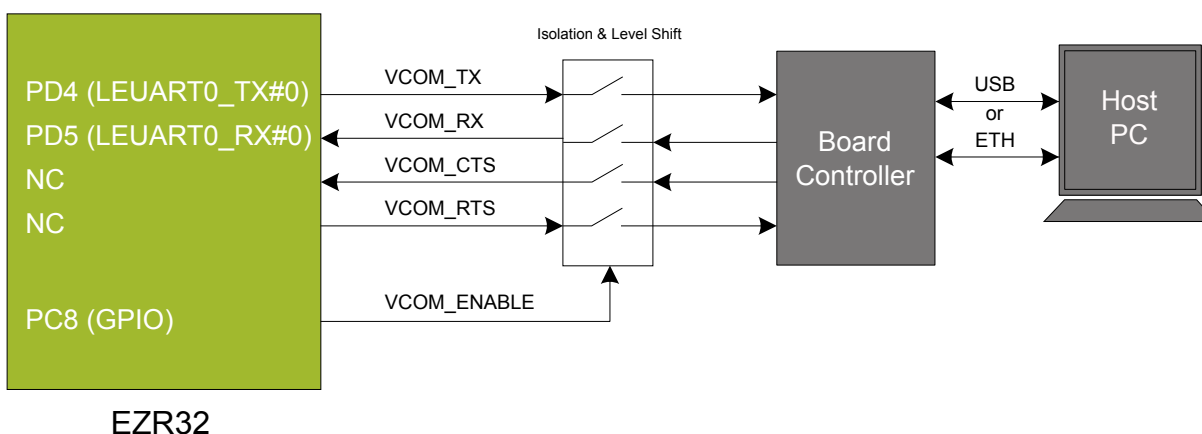 Isolation & Level Shift
PD4 (LEUART0_TX#0)
VCOM_TX
PD5 (LEUART0_RX#0)
VCOM_RX
NC
VCOM_CTS
NC
VCOM_RTS
PC8 (GPIO)
VCOM_ENABLE
Board
Controller
USB
or
ETH
Host
PC
EZR32